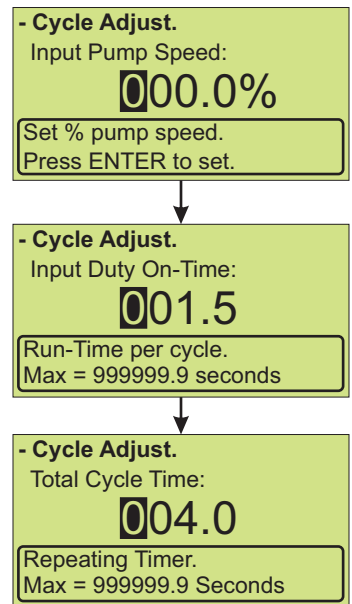 - Cycle Adjust.
Input Pump Speed:
000.0%
Set % pump speed.
Press ENTER to set.
- Cycle Adjust.
Input Duty On-Time:
001.5
Run-Time per cycle.
Max = 999999.9 seconds
- Cycle Adjust.
Total Cycle Time:
004.0
Repeating Timer.
Max = 999999.9 Seconds